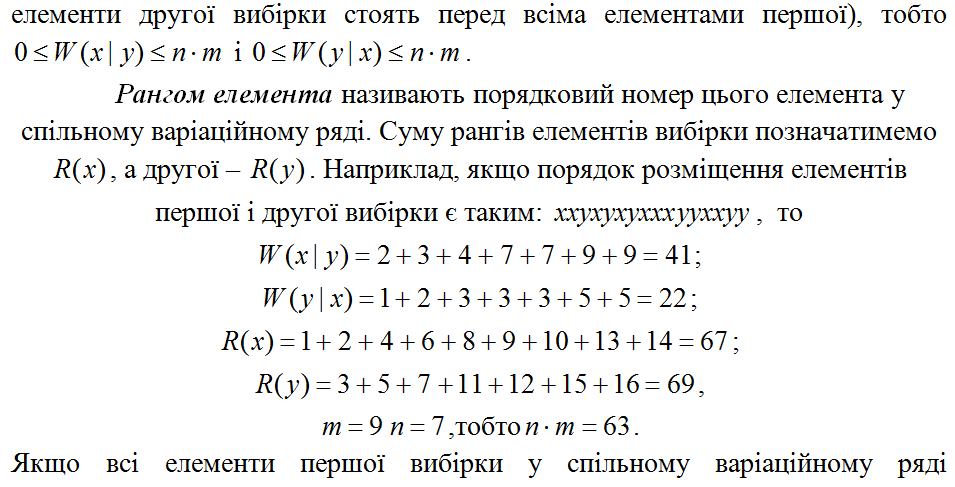 елементи другої вибірки стоять перед всіма елементами першої), тобто
0 ≤ W (x | y) ≤ n · m і 0 ≤ W (y | x) ≤ n · m .
Рангом елемента називають порядковий номер цього елемента у
спільному варіаційному ряді. Суму рангів елементів вибірки позначатимемо
R(x) , а другої – R(y) . Наприклад, якщо порядок розміщення елементів
першої і другої вибірки є таким: xxyxyxyxxxyyxxyy , то
W (x | y) = 2 + 3 + 4 + 7 + 7 + 9 + 9 = 41;
W (y | x) = 1 + 2 + 3 + 3 + 3 + 5 + 5 = 22 ;
R(x) = 1 + 2 + 4 + 6 + 8 + 9 + 10 + 13 + 14 = 67 ;
R(y) = 3 + 5 + 7 + 11 + 12 + 15 + 16 = 69 ,
m = 9 n = 7 ,тобто n · m = 63 .
Якщо всі елементи першої вибірки у спільному варіаційному ряді